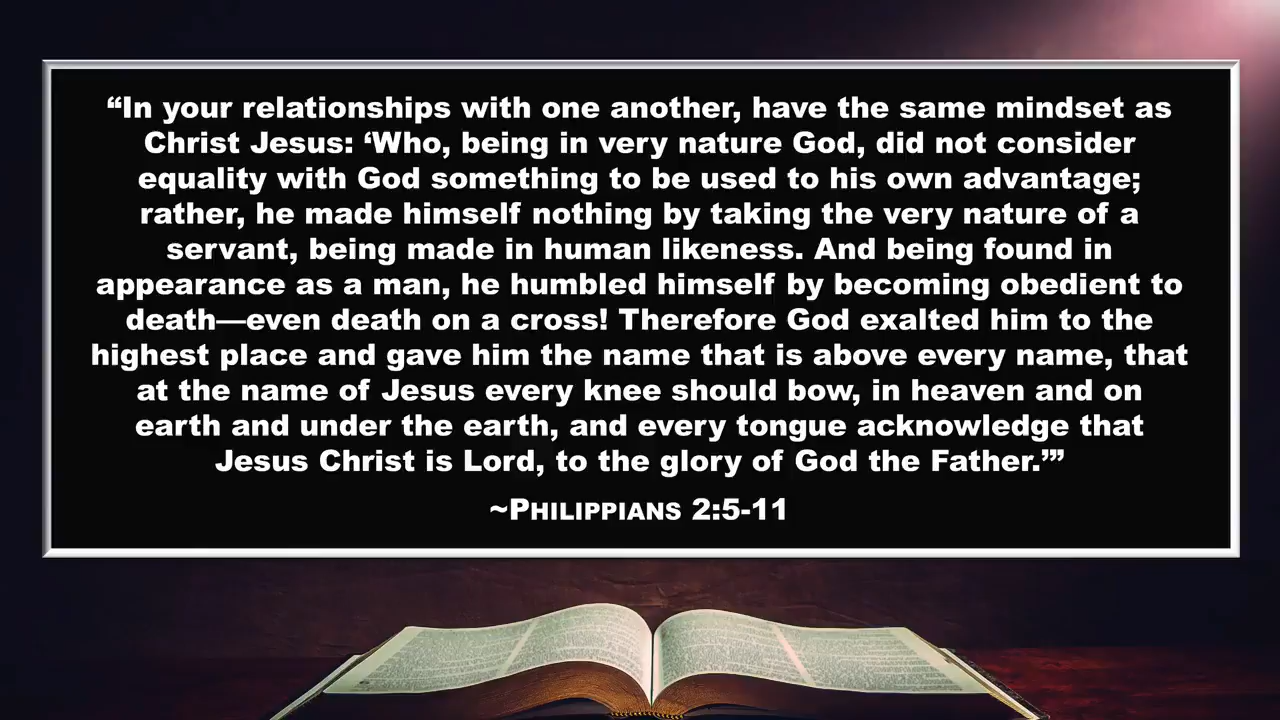 “In your relationships with one another, have the same mindset as
Christ Jesus: ‘Who, being in very nature God, did not consider
equality with God something to be used to his own advantage;
rather, he made himself nothing by taking the very nature of a
servant, being made in human likeness. And being found in
appearance as a man, he humbled himself by becoming obedient to
death—even death on a cross! Therefore God exalted him to the
highest place and gave him the name that is above every name, that
at the name of Jesus every knee should bow, in heaven and on
earth and under the earth, and every tongue acknowledge that
Jesus Christ is Lord, to the glory of God the Father.’”
~PHILIPPIANS 2:5-11